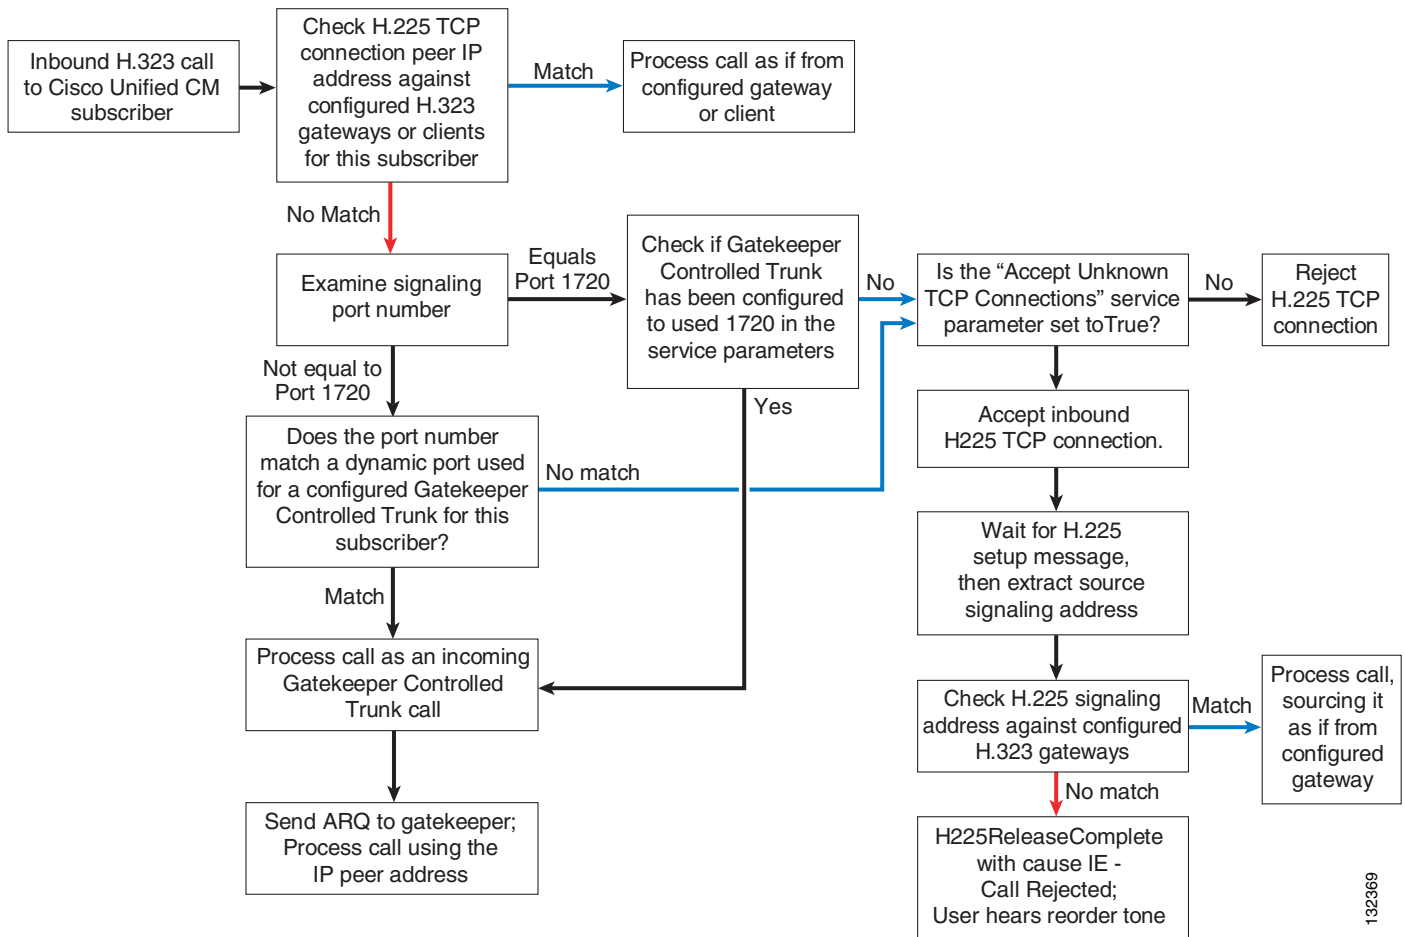 Inbound H.323 call
to Cisco Unified CM
subscriber
Check H.225 TCP
connection peer IP
address against
configured H.323
gateways or clients
for this subscriber
Match
Process call as if from
configured gateway
or client
No Match
Examine signaling
port number
Equals
Port 1720
Check if Gatekeeper
Controlled Trunk
has been configured
to used 1720 in the
service parameters
No
Is the “Accept Unknown
TCP Connections” service
parameter set toTrue?
No
Reject
H.225 TCP
connection
Not equal to
Port 1720
Yes
Accept inbound
H225 TCP connection.
Does the port number
match a dynamic port used
for a configured Gatekeeper
Controlled Trunk for this
subscriber?
No match
Wait for H.225
setup message,
then extract source
signaling address
Match
Process call as an incoming
Gatekeeper Controlled
Trunk call
Check H.225 signaling
address against configured
H.323 gateways
Match
Process call,
sourcing it
as if from
configured
gateway
No match
Send ARQ to gatekeeper;
Process call using the
IP peer address
H225ReleaseComplete
with cause IE -
Call Rejected;
User hears reorder tone
132369